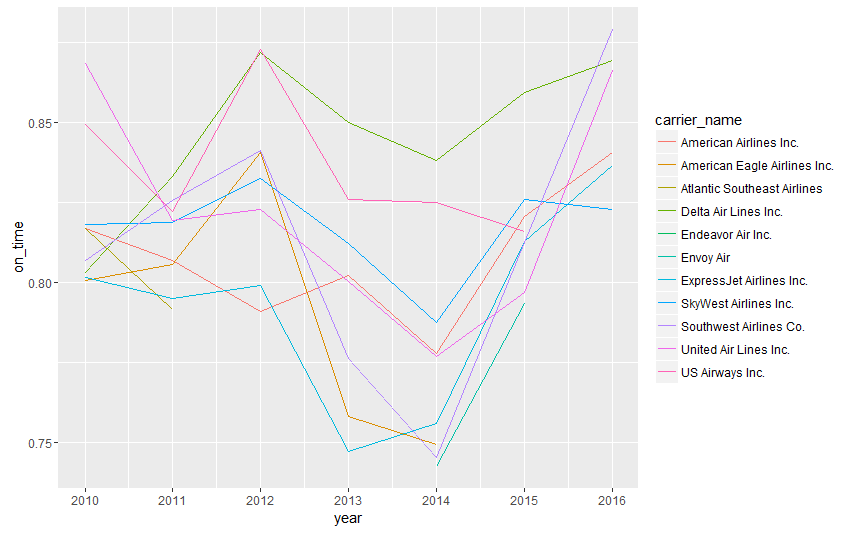 0.85
0.80
0.75
on_time
2010 2011 2012 2013 2014 2015 2016
year
carrier_name
American Airlines Inc.
American Eagle Airlines Inc.
Atlantic Southeast Airlines
Delta Air Lines Inc.
Endeavor Air Inc.
Envoy Air
ExpressJet Airlines Inc.
SkyWest Airlines Inc.
Southwest Airlines Co.
United Air Lines Inc.
US Airways Inc.